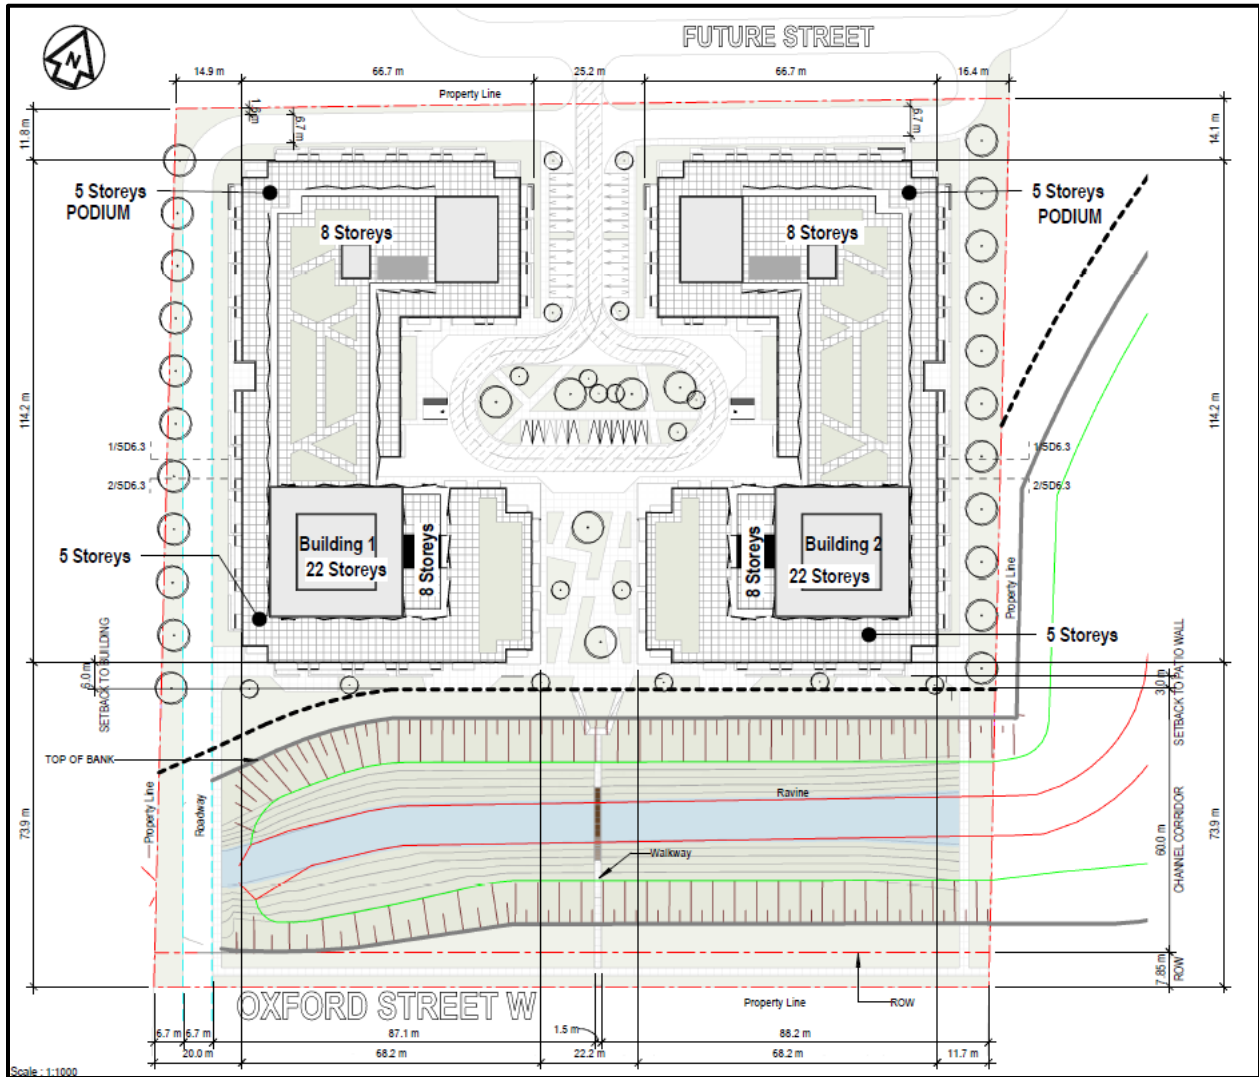 FUTURE STREET
N
14.9 m
66.7 m
25.2 m
66.7 m
16.4 m
Property Line
11.8 m
6.7 m
6.7 m
14.1 m
5 Storeys
PODIUM
5 Storeys
PODIUM
8 Storeys
8 Storeys
114.2 m
114.2 m
1/SD6.3
1/SD6.3
2/SD6.3
2/SD6.3
5 Storeys
Building 1
22 Storeys
8 Storeys
8 Storeys
Building 2
22 Storeys
Property Line
5 Storeys
6.0 m
SETBACK TO BUILDING
3.0 m
SETBACK TO PATIO WALL
TOP OF BANK
Property Line
Roadway
Ravine
Walkway
73.9 m
60.0 m
CHANNEL CORRIDOR
73.9 m
7.85 m
ROW
OXFORD STREET W
Property Line
ROW
6.7 m
6.7 m
87.1 m
1.5 m
88.2 m
20.0 m
68.2 m
22.2 m
68.2 m
11.7 m
Scale : 1:1000